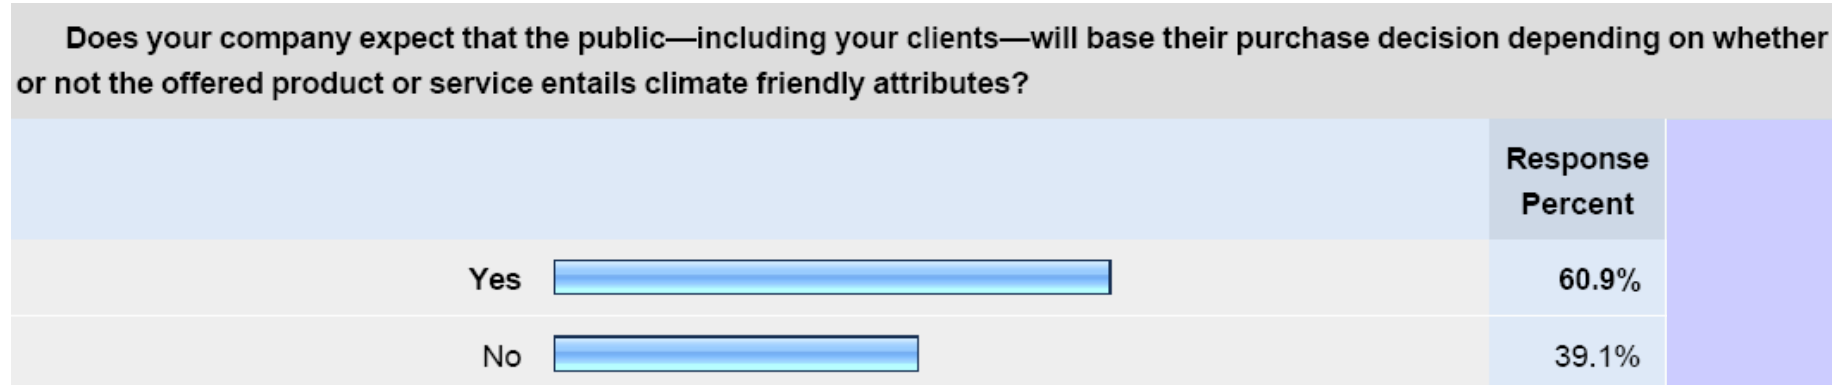 Does your company expect that the public—including your clients—will base their purchase decision depending on whether
or not the offered product or service entails climate friendly attributes?
Response
Percent
Yes 60.9%
No 39.1%